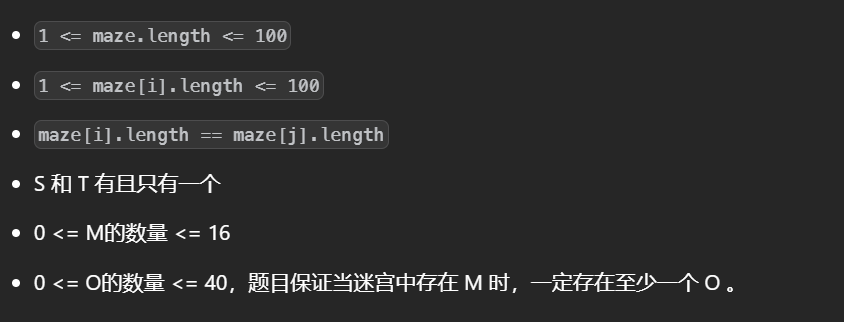 1 <= maze.length <= 100
1 <= maze[i].length <= 100
maze[i].length == maze[j].length
S 和 T 有且只有一个
0 <= M的数量 <= 16
0 <= O的数量 <= 40，题目保证当迷宫中存在 M 时，一定存在至少一个 O 。